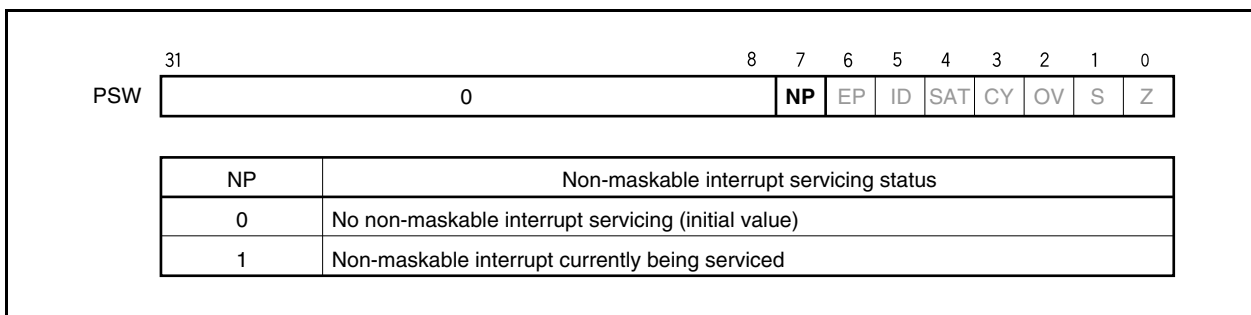 31 8 7 6 5 4 3 2 1 0
PSW 0 NP EP ID SAT CY OV S Z
NP Non-maskable interrupt servicing status
0 No non-maskable interrupt servicing (initial value)
1 Non-maskable interrupt currently being serviced